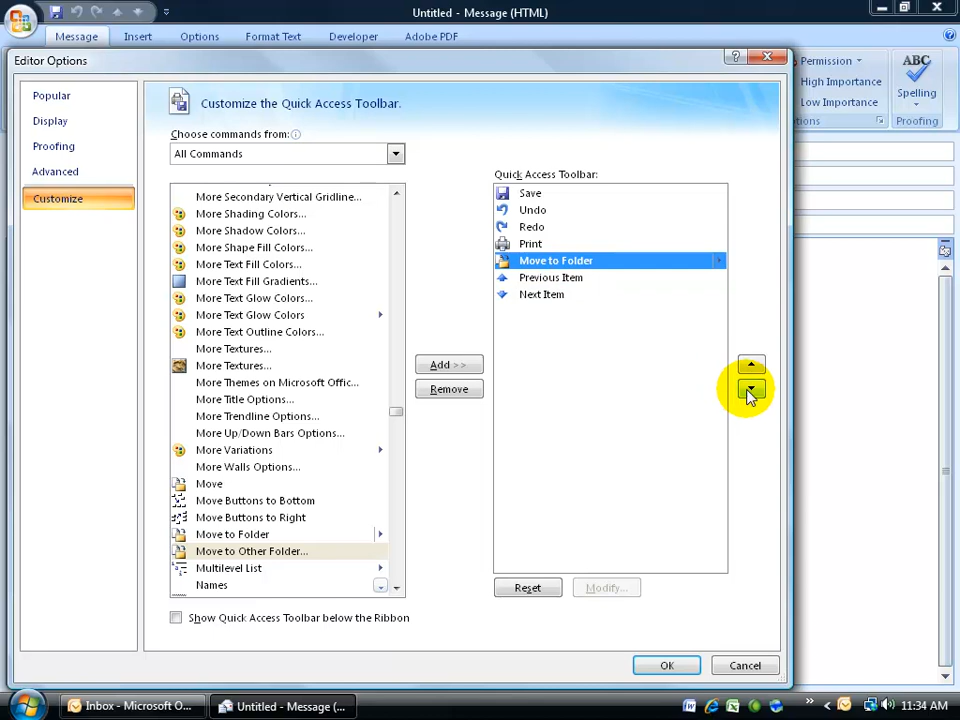 Untitled - Message (HTML)
Message Insert Options Format Text Developer Adobe PDF
Editor Options
Permission
High Importance
Low Importance
ABC
Spelling
Proofing
Popular
Display
Proofing
Advanced
Customize
Customize the Quick Access Toolbar.
Choose commands from:
All Commands
More Secondary Vertical Gridline...
More Shading Colors...
More Shadow Colors...
More Shape Fill Colors...
More Text Fill Colors...
More Text Fill Gradients...
More Text Glow Colors...
More Text Glow Colors
More Text Outline Colors...
More Textures...
More Textures...
More Themes on Microsoft Offic...
More Title Options...
More Trendline Options...
More Up/Down Bars Options...
More Variations
More Walls Options...
Move
Move Buttons to Bottom
Move Buttons to Right
Move to Folder
Move to Other Folder...
Multilevel List
Names
Add >>
Remove
Quick Access Toolbar:
Save
Undo
Redo
Print
Move to Folder
Previous Item
Next Item
Reset Modify...
Show Quick Access Toolbar below the Ribbon
OK Cancel
Inbox - Microsoft O... Untitled - Message (... 11:34 AM